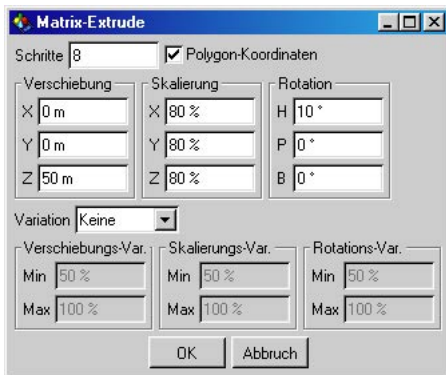 Matrix-Extrude
Schritte 8 Polygon-Koordinaten
Verschiebung Skalierung Rotation
X 0 m X 80 % H 10 °
Y 0 m Y 80 % P 0 °
Z 50 m Z 80 % B 0 °
Variation Keine
Verschiebungs-Var. Skalierungs-Var. Rotations-Var.
Min 50 % Min 50 % Min 50 %
Max 100 % Max 100 % Max 100 %
OK Abbruch